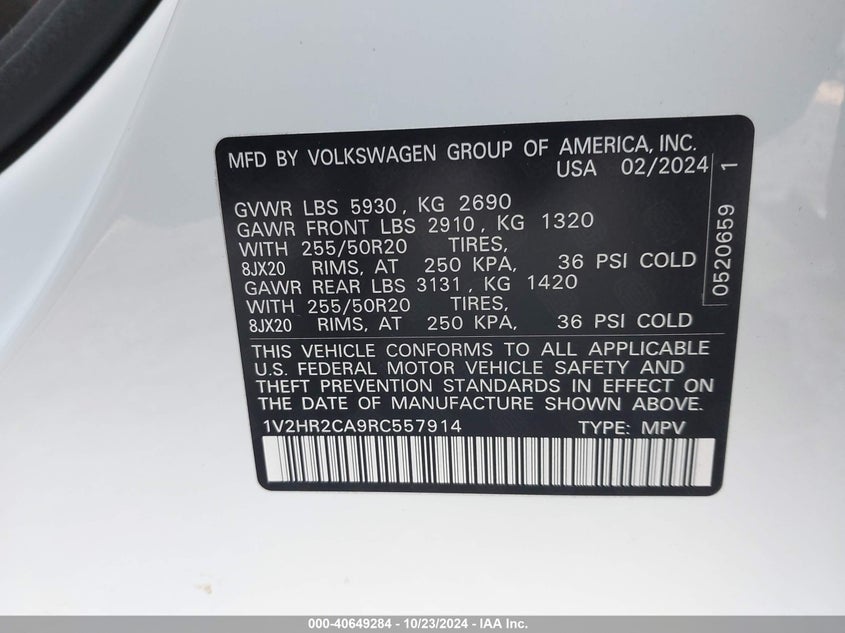 MFD BY VOLKSWAGEN GROUP OF AMERICA, INC.
USA 02/2024
GVWR LBS 5930, KG 2690
GAWR FRONT LBS 2910, KG 1320
WITH 255/50R20 TIRES,
8JX20 RIMS, AT 250 KPA, 36 PSI COLD
GAWR REAR LBS 3131, KG 1420
WITH 255/50R20 TIRES,
8JX20 RIMS, AT 250 KPA, 36 PSI COLD
0520659 1
THIS VEHICLE CONFORMS TO ALL APPLICABLE
U.S. FEDERAL MOTOR VEHICLE SAFETY AND
THEFT PREVENTION STANDARDS IN EFFECT ON
THE DATE OF MANUFACTURE SHOWN ABOVE.
1V2HR2CA9RC557914 TYPE: MPV
000-40649284 - 10/23/2024 - IAA Inc.